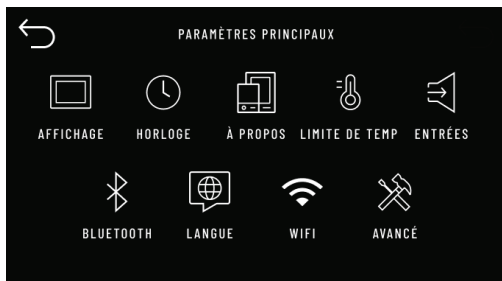 PARAMÈTRES PRINCIPAUX
AFFICHAGE HORLOGE À PROPOS LIMITE DE TEMP ENTRÉES
BLUETOOTH LANGUE WIFI AVANCÉ